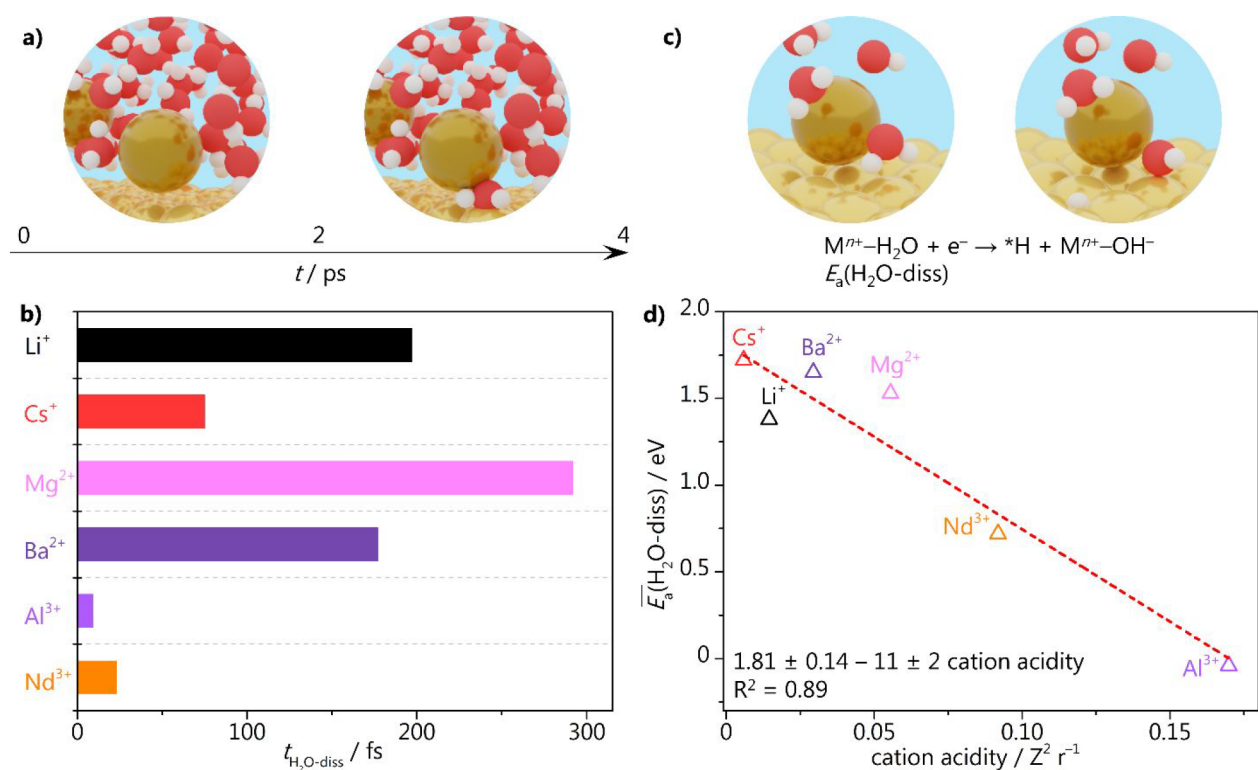 a)
0 2 4
t / ps
b)
Li⁺
Cs⁺
Mg²⁺
Ba²⁺
Al³⁺
Nd³⁺
0 100 200 300
t_H₂O-diss / fs
c)
Mⁿ⁺–H₂O + e⁻ → *H + Mⁿ⁺–OH⁻
Eₐ(H₂O-diss)
d)
2.0
1.5
1.0
0.5
0
E̅ₐ(H₂O-diss) / eV
Cs⁺
Ba²⁺
Mg²⁺
Li⁺
Nd³⁺
Al³⁺
1.81 ± 0.14 – 11 ± 2 cation acidity
R² = 0.89
0 0.05 0.10 0.15
cation acidity / Z² r⁻¹